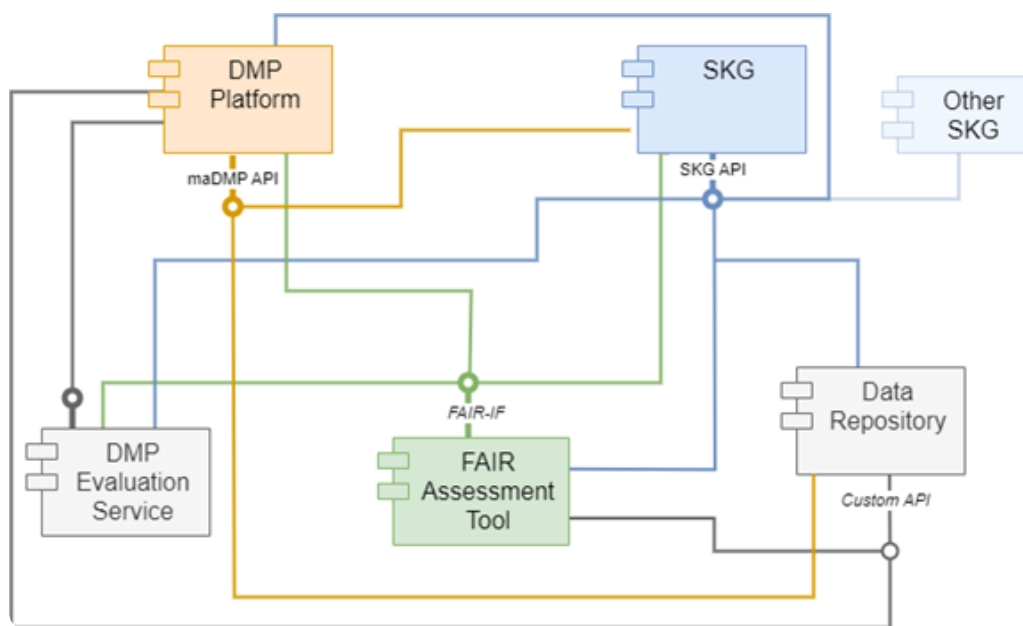 DMP
Platform
SKG
Other
SKG
maDMP API
SKG API
Data
Repository
FAIR-IF
DMP
Evaluation
Service
FAIR
Assessment
Tool
Custom API